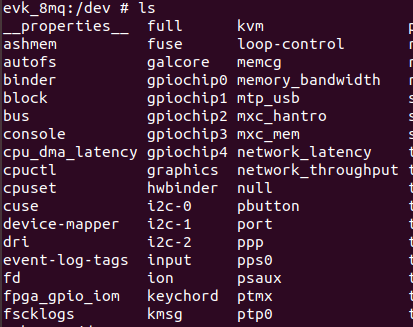 evk_8mq:/dev # ls
__properties__ full kvm p
ashmem fuse loop-control
autofs galcore memcg
binder gpiochip0 memory_bandwidth
block gpiochip1 mtp_usb s
bus gpiochip2 mxc_hantro s
console gpiochip3 mxc_mem s
cpu_dma_latency gpiochip4 network_latency t
cpuctl graphics network_throughput t
cpuset hwbinder null t
cuse i2c-0 pbutton t
device-mapper i2c-1 port t
dri i2c-2 ppp t
event-log-tags input pps0 t
fd ion psaux t
fpga_gpio_iom keychord ptmx t
fscklogs kmsg ptp0 t